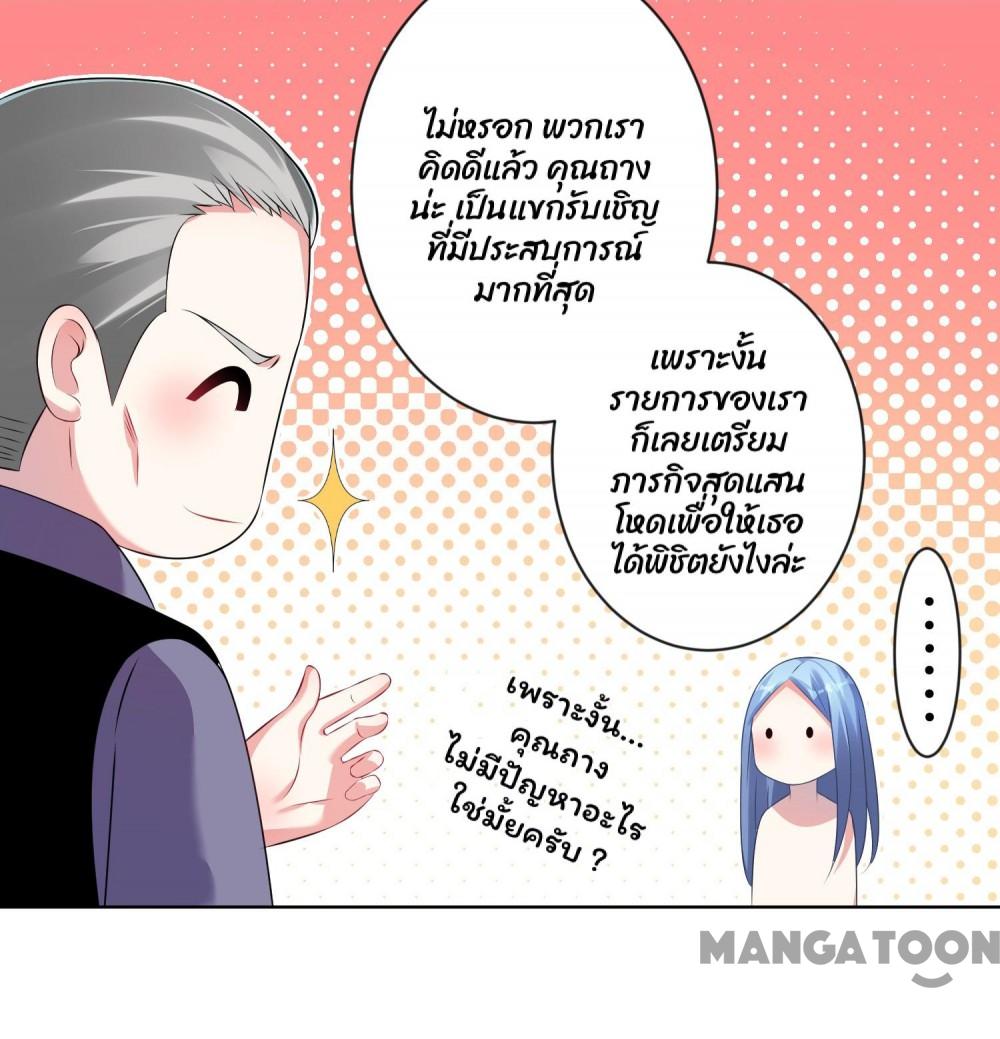 ไม่หรอก พวกเรา
คิดดีแล้ว คุณถาง
น่ะ เป็นแขกรับเชิญ
ที่มีประสบการณ์
มากที่สุด
เพราะงั้น
รายการของเรา
ก็เลยเตรียม
ภารกิจสุดแสน
โหดเพื่อให้เธอ
ได้พิชิตยังไงล่ะ
......
เพราะงั้น...
คุณถาง
ไม่มีปัญหาอะไร
ใช่มั้ยครับ ?
MANGATOON